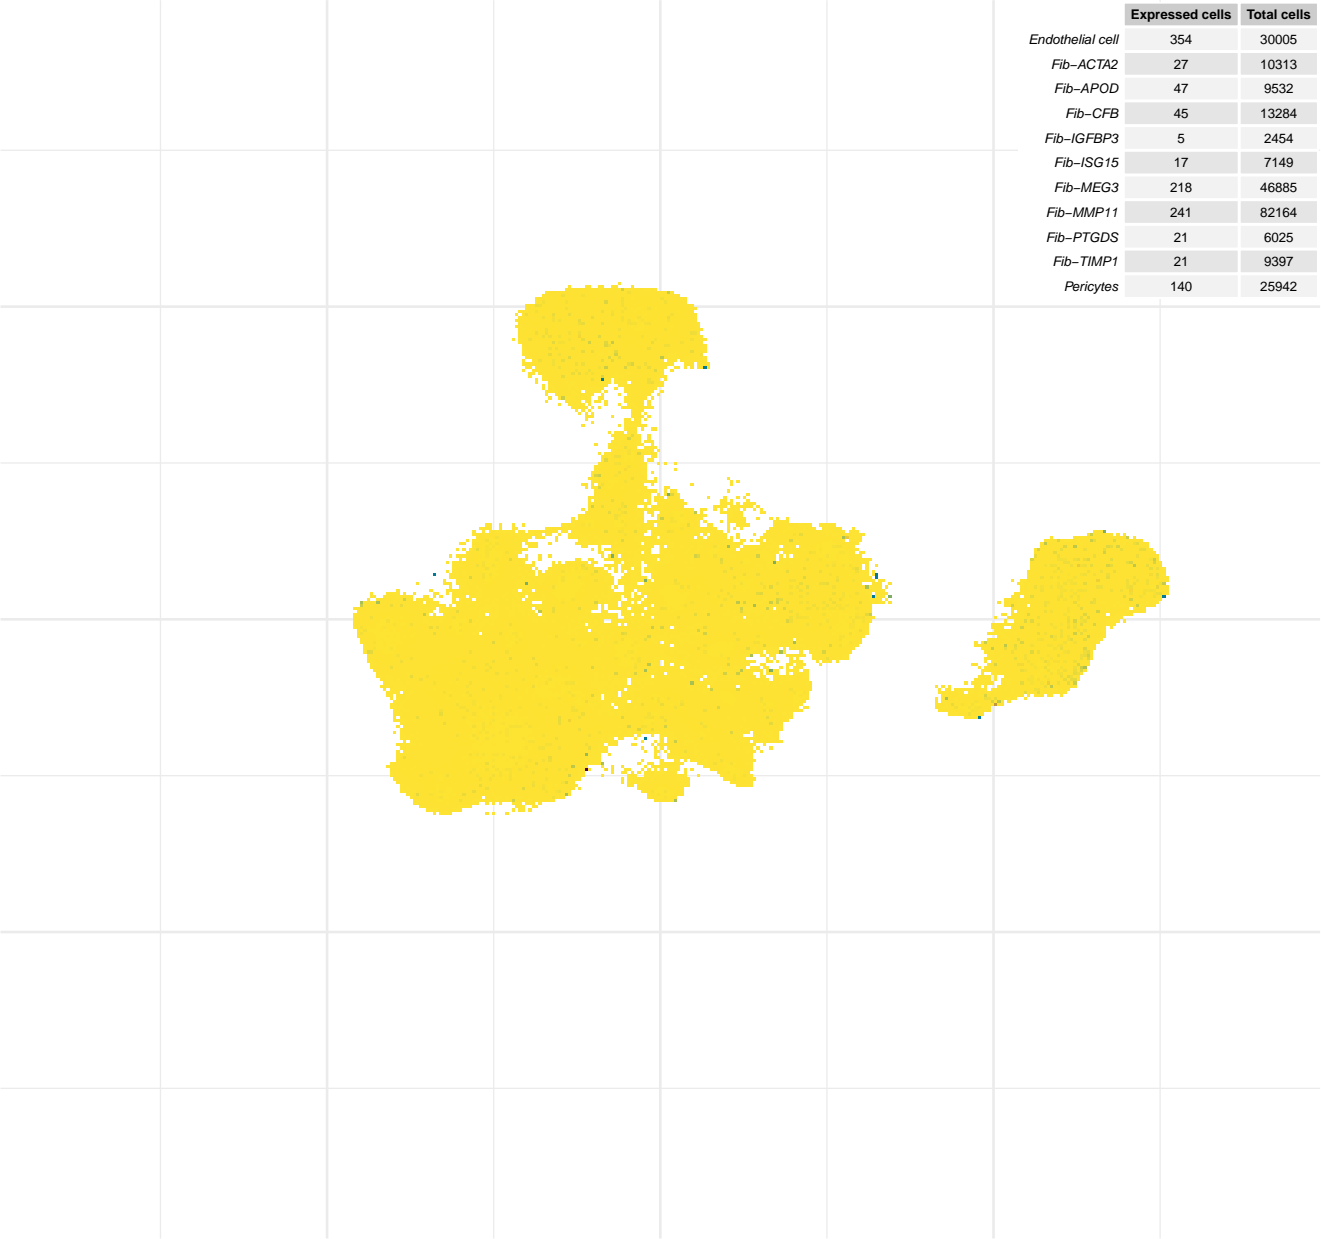 Expressed cells Total cells
Endothelial cell 354 30005
Fib−ACTA2 27 10313
Fib−APOD 47 9532
Fib−CFB 45 13284
Fib−IGFBP3 5 2454
Fib−ISG15 17 7149
Fib−MEG3 218 46885
Fib−MMP11 241 82164
Fib−PTGDS 21 6025
Fib−TIMP1 21 9397
Pericytes 140 25942